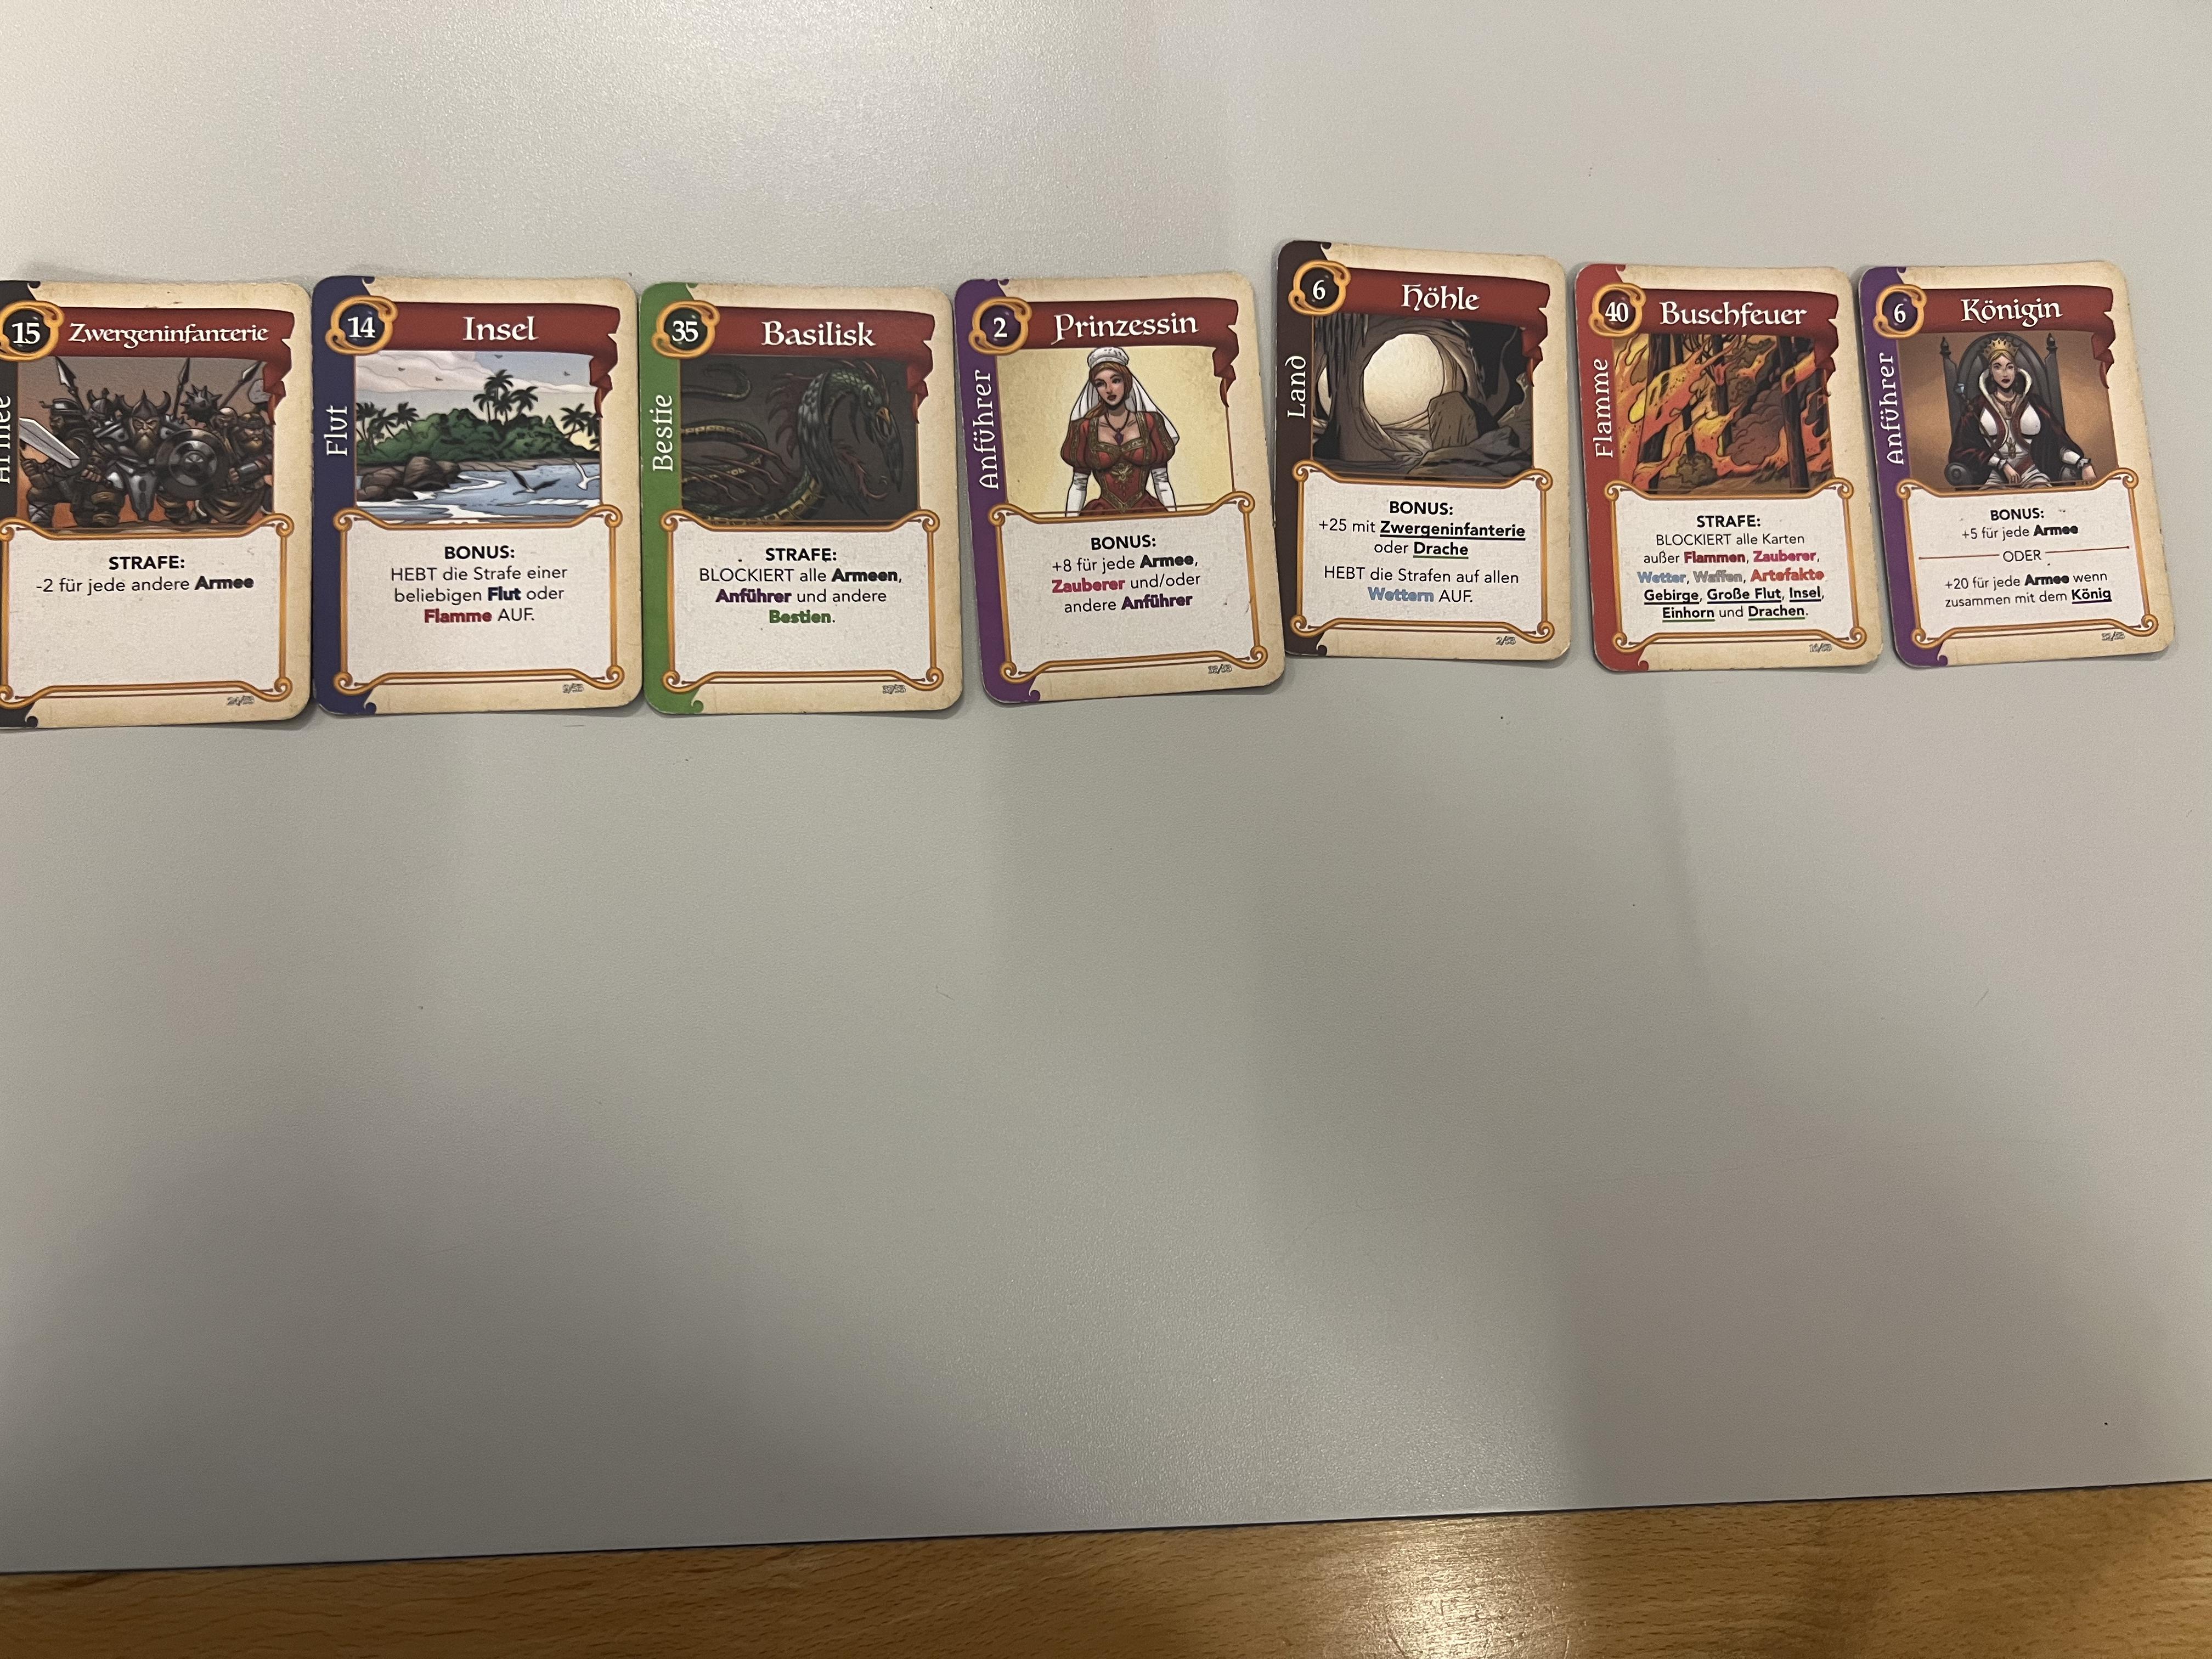 15 Zwergeninfanterie
Armee
STRAFE:
-2 für jede andere Armee
14 Insel
Flut
BONUS:
HEBT die Strafe einer
beliebigen Flut oder
Flamme AUF.
35 Basilisk
Bestie
STRAFE:
BLOCKIERT alle Armeen,
Anführer und andere
Bestien.
2 Prinzessin
Anführer
BONUS:
+8 für jede Armee,
Zauberer und/oder
andere Anführer
6 Höhle
Land
BONUS:
+25 mit Zwergeninfanterie
oder Drache
HEBT die Strafen auf allen
Wettern AUF.
2/53
40 Buschfeuer
Flamme
STRAFE:
BLOCKIERT alle Karten
außer Flammen, Zauberer,
Wetter, Waffen, Artefakte
Gebirge, Große Flut, Insel,
Einhorn und Drachen.
6 Königin
Anführer
BONUS:
+5 für jede Armee
ODER
+20 für jede Armee wenn
zusammen mit dem König